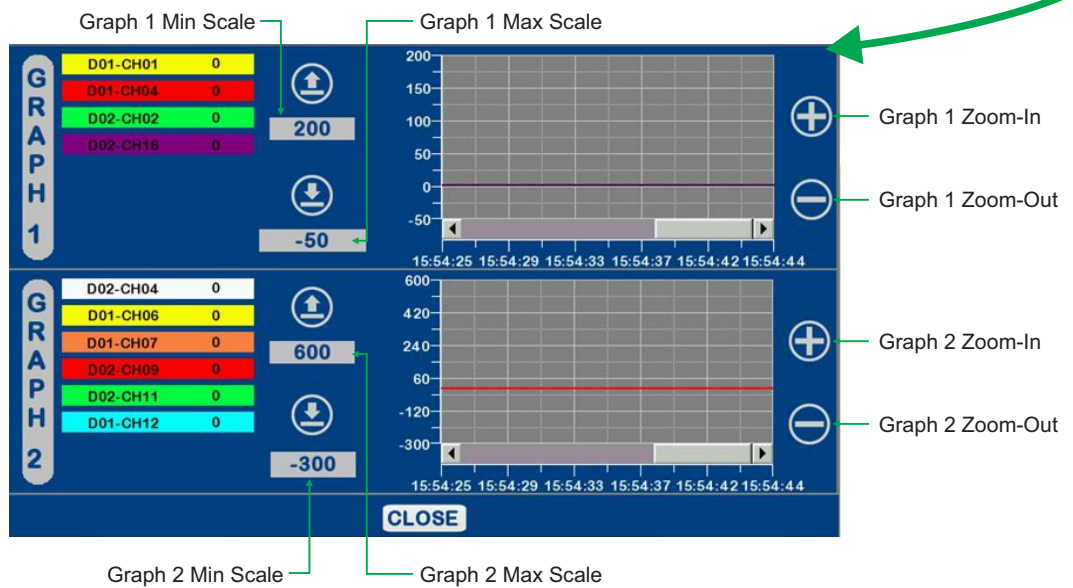 Graph 1 Min Scale
Graph 1 Max Scale
GRAPH 1
D01-CH01 0
D01-CH04 0
D02-CH02 0
D02-CH16 0
200
-50
200
150
100
50
0
-50
15:54:25 15:54:29 15:54:33 15:54:37 15:54:42 15:54:44
Graph 1 Zoom-In
Graph 1 Zoom-Out
GRAPH 2
D02-CH04 0
D01-CH06 0
D01-CH07 0
D02-CH09 0
D02-CH11 0
D01-CH12 0
600
-300
600
420
240
60
-120
-300
15:54:25 15:54:29 15:54:33 15:54:37 15:54:42 15:54:44
Graph 2 Zoom-In
Graph 2 Zoom-Out
CLOSE
Graph 2 Min Scale
Graph 2 Max Scale